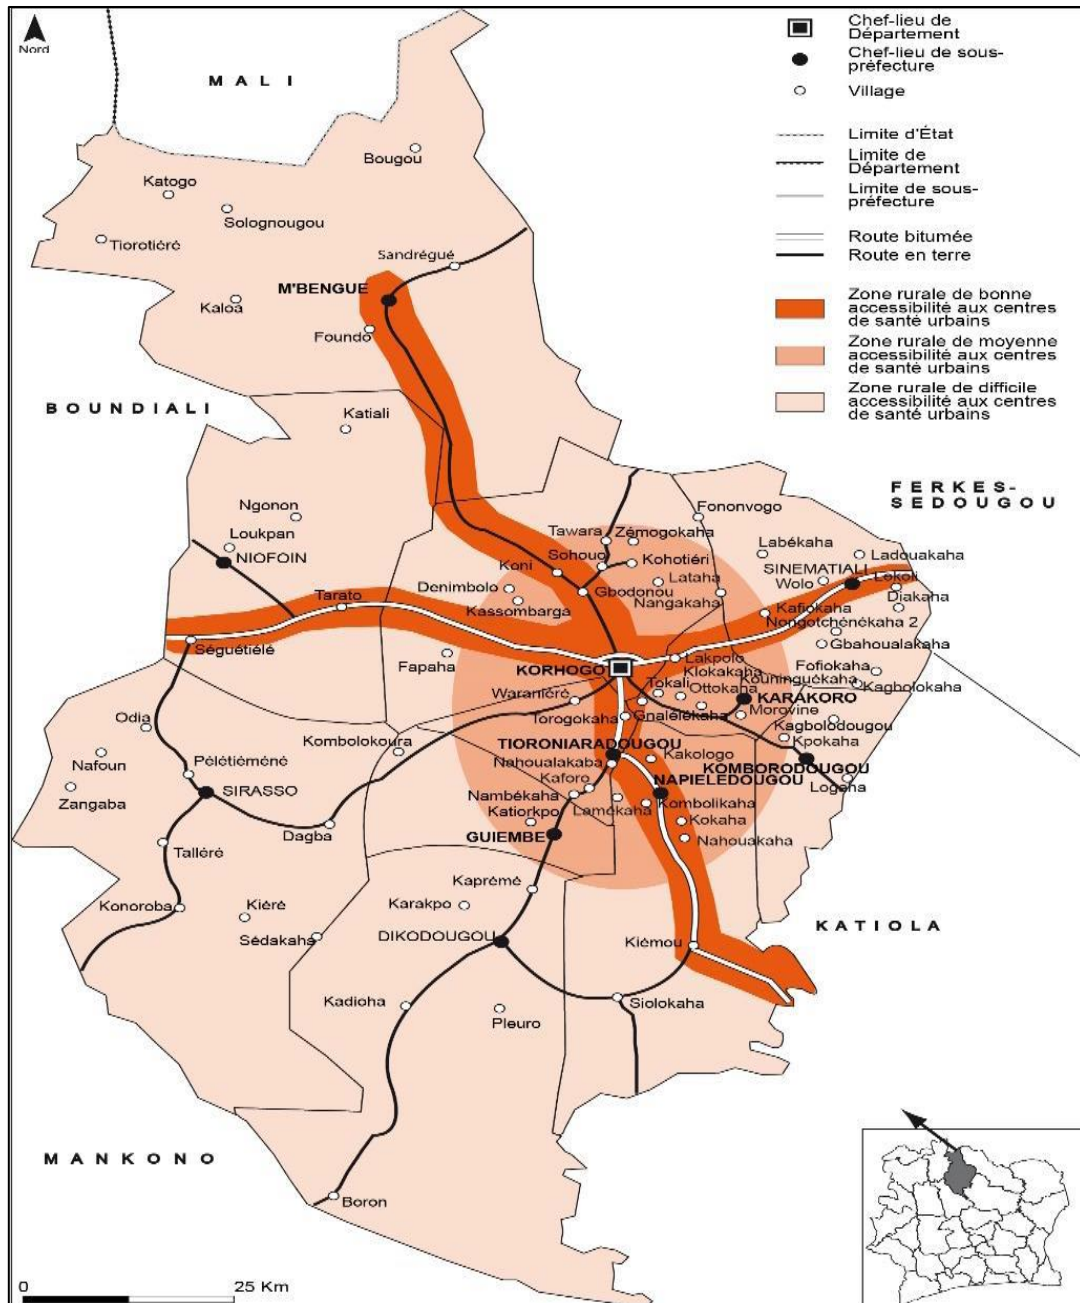 Nord
MALI
Chef-lieu de
Département
Chef-lieu de sous-
préfecture
Village
Limite d'État
Limite de
Département
Limite de sous-
préfecture
Route bitumée
Route en terre
Zone rurale de bonne
accessibilité aux centres
de santé urbains
Zone rurale de moyenne
accessibilité aux centres
de santé urbains
Zone rurale de difficile
accessibilité aux centres
de santé urbains
Bougou
Katogo
Solognougou
Tiorotiéré
Sandrégué
M'BENGUE
Kaloa
Foundo
BOUNDIALI
Katiali
FERKES-
SEDOUGOU
Ngonon
Fononvogo
Loukpan
NIOFOIN
Tawara
Zémogokaha
Sohouo
Kohotiéri
Labékaha
Ladouakaha
SINEMATIALI
Koni
Lataha
Wolo
Lokoli
Denimbolo
Gbodonou
Nangakaha
Diakaha
Tarato
Kassombarga
Kafiokaha
Nongotchénékaha 2
Séguétiélé
Gbahoualakaha
Fapaha
KORHOGO
Lakpolo
Klokakaha
Fofiokaha
Kouninguékaha
Kagbolokaha
Waraniéré
Tokali
Ottokaha
KARAKORO
Odia
Torogokaha
Gnalélékaha
Morovine
Kagbolodougou
Kombolokoura
TIORONIARADOUGOU
Kpokaha
Nafoun
Pélétiéméné
Nahoualakaba
Kakologo
KOMBORODOUGOU
Kaforo
NAPIELEDOUGOU
Logaha
Zangaba
SIRASSO
Nambékaha
Katiorkpo
Lamékaha
Kombolikaha
Dagba
Kokaha
GUIEMBE
Nahouakaha
Talléré
Kaprémé
Konoroba
Kiéré
Karakpo
KATIOLA
Sédakaha
DIKODOUGOU
Kiémou
Kadioha
Siolokaha
Pleuro
MANKONO
Boron
0
25 Km